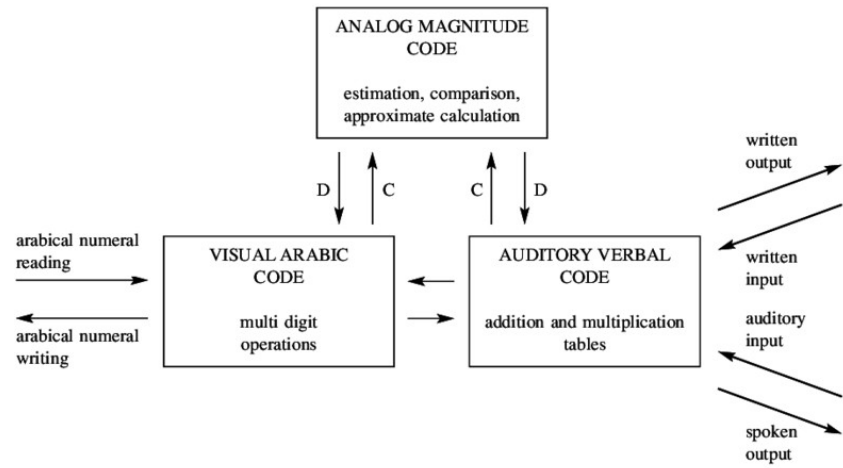 ANALOG MAGNITUDE
CODE
estimation, comparison,
approximate calculation
D
C
C
D
written
output
arabical numeral
reading
VISUAL ARABIC
CODE
multi digit
operations
AUDITORY VERBAL
CODE
addition and multiplication
tables
written
input
arabical numeral
writing
auditory
input
spoken
output